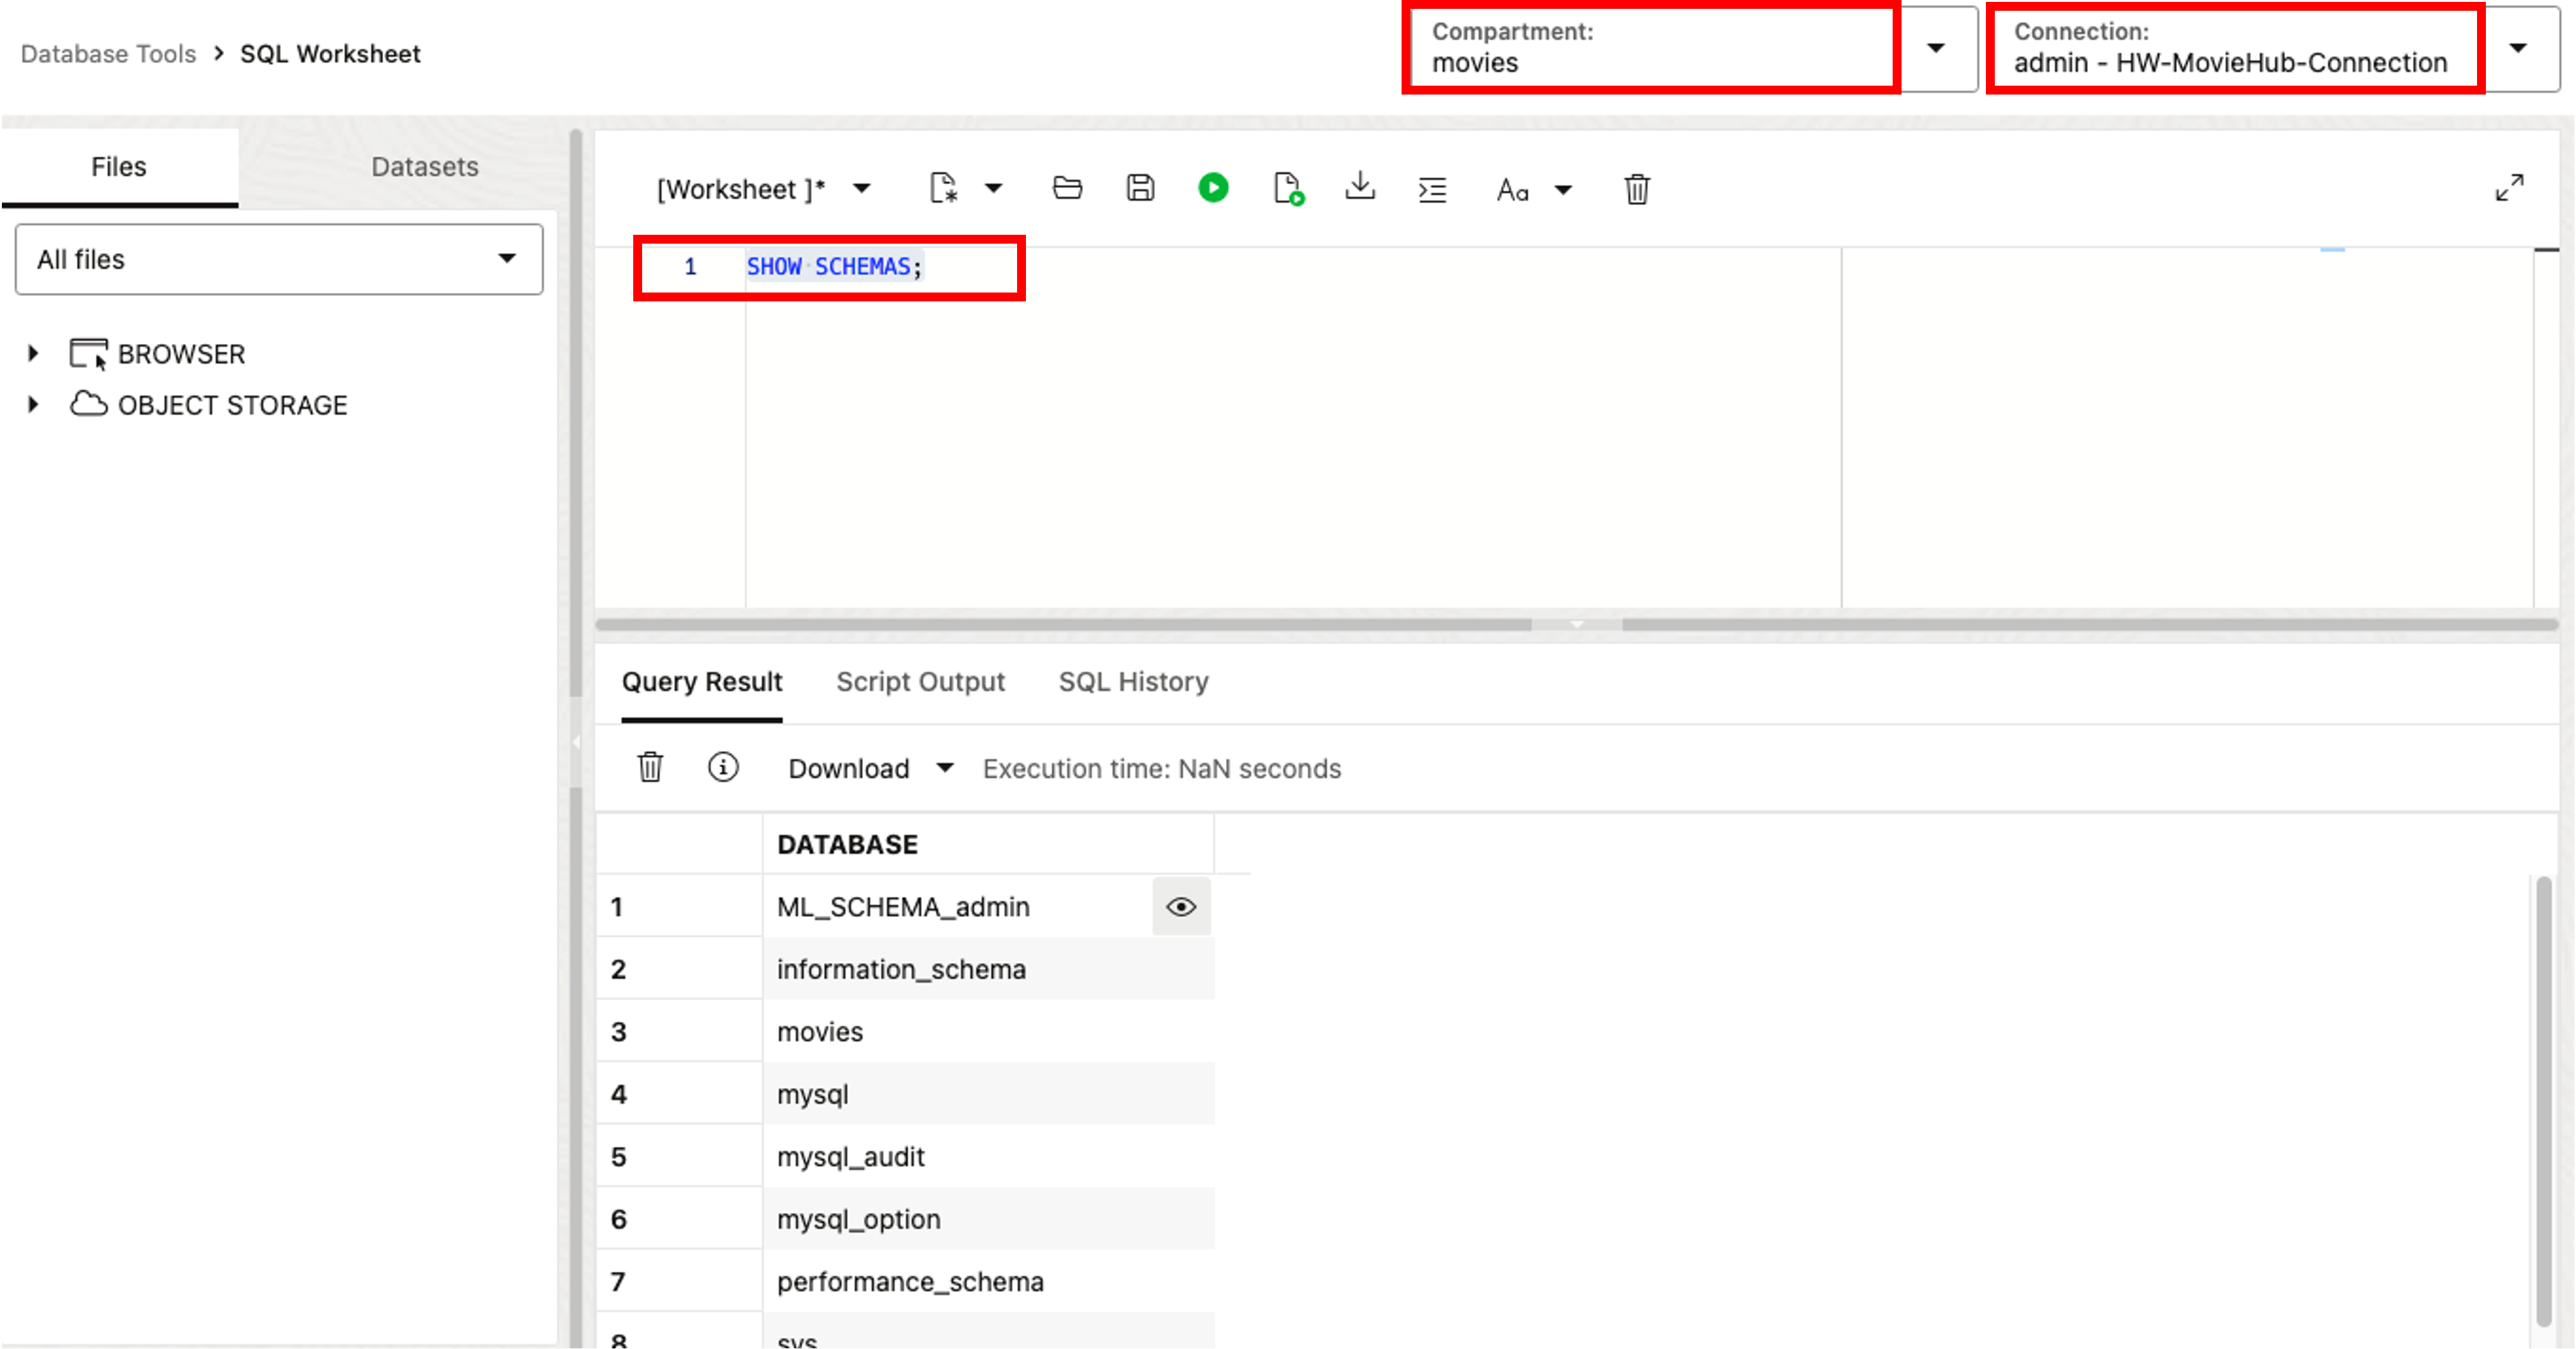 Database Tools > SQL Worksheet
Compartment:
movies
Connection:
admin - HW-MovieHub-Connection
Files
Datasets
All files
BROWSER
OBJECT STORAGE
[Worksheet ]*
Aa
1 SHOW SCHEMAS;
Query Result
Script Output
SQL History
Download
Execution time: NaN seconds
DATABASE
1 ML_SCHEMA_admin
2 information_schema
3 movies
4 mysql
5 mysql_audit
6 mysql_option
7 performance_schema
8 sys